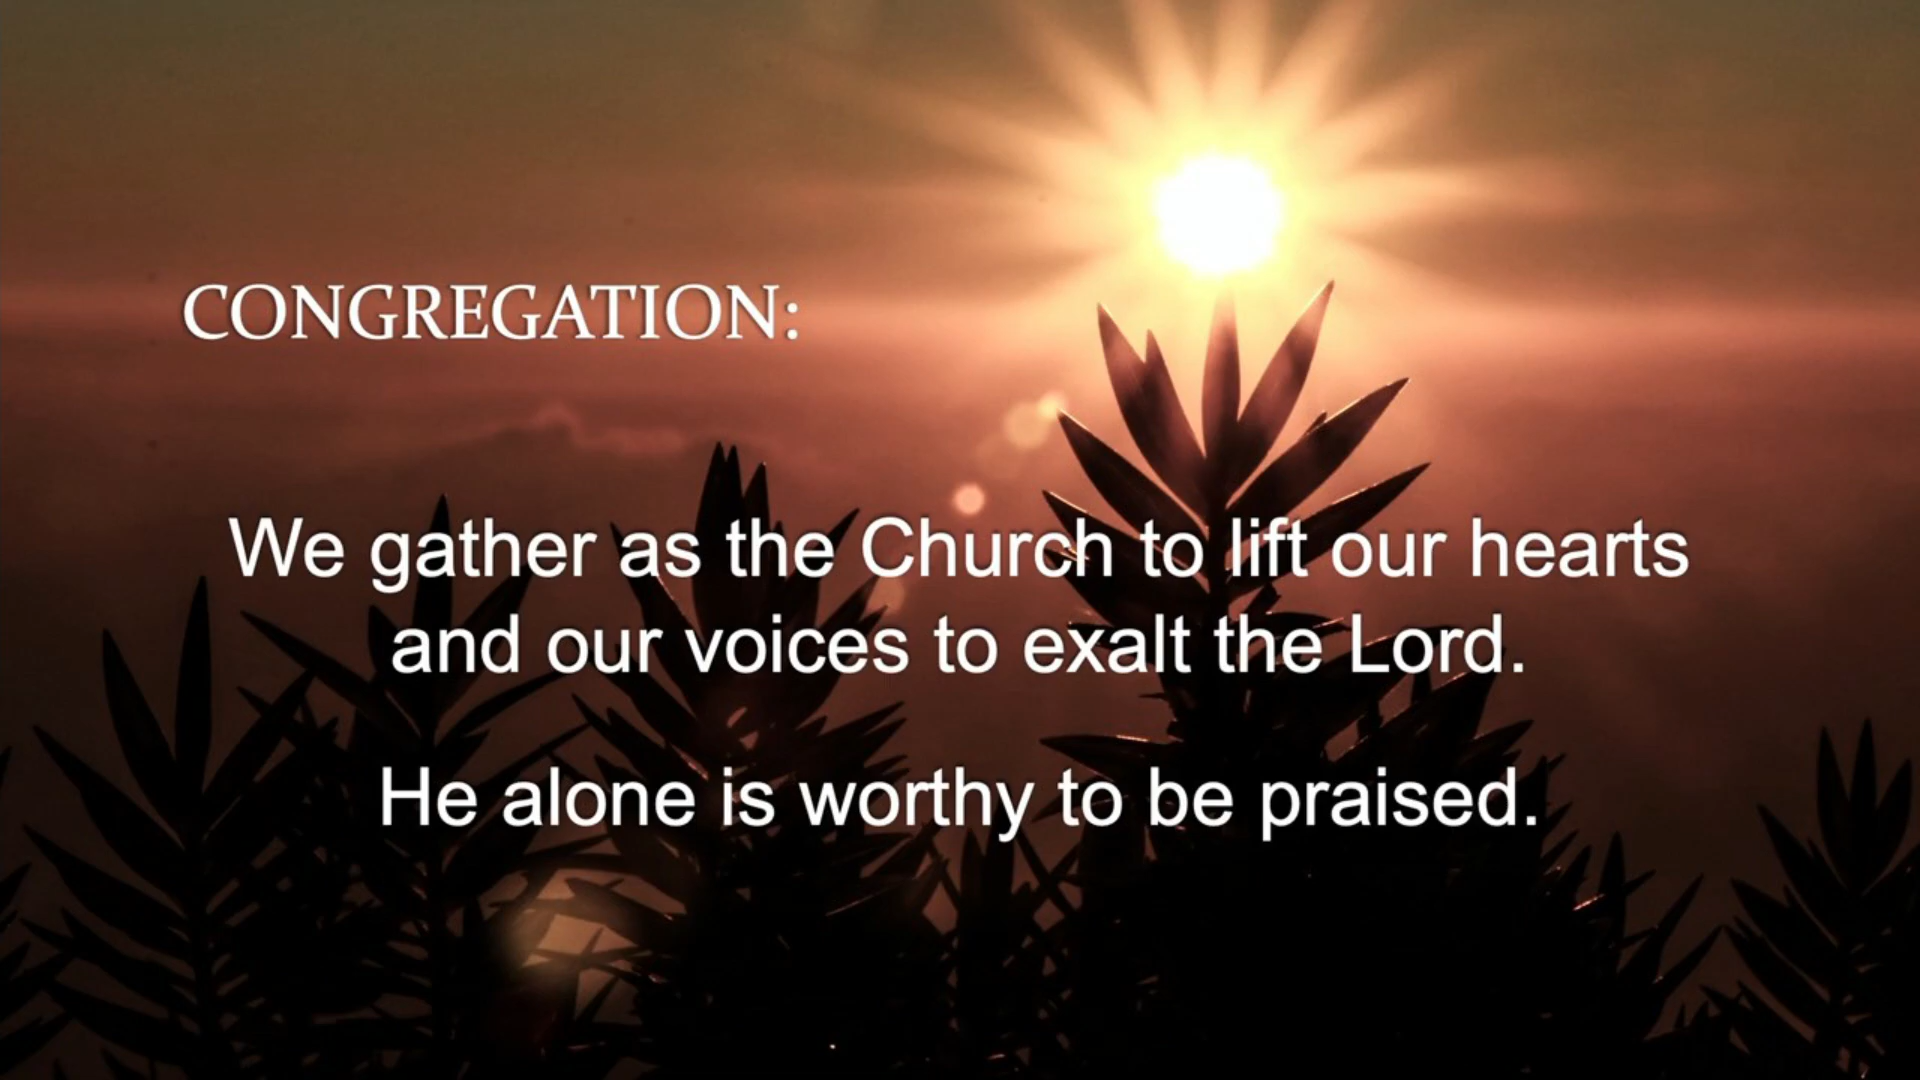 CONGREGATION:
We gather as the Church to lift our hearts
and our voices to exalt the Lord.
He alone is worthy to be praised.